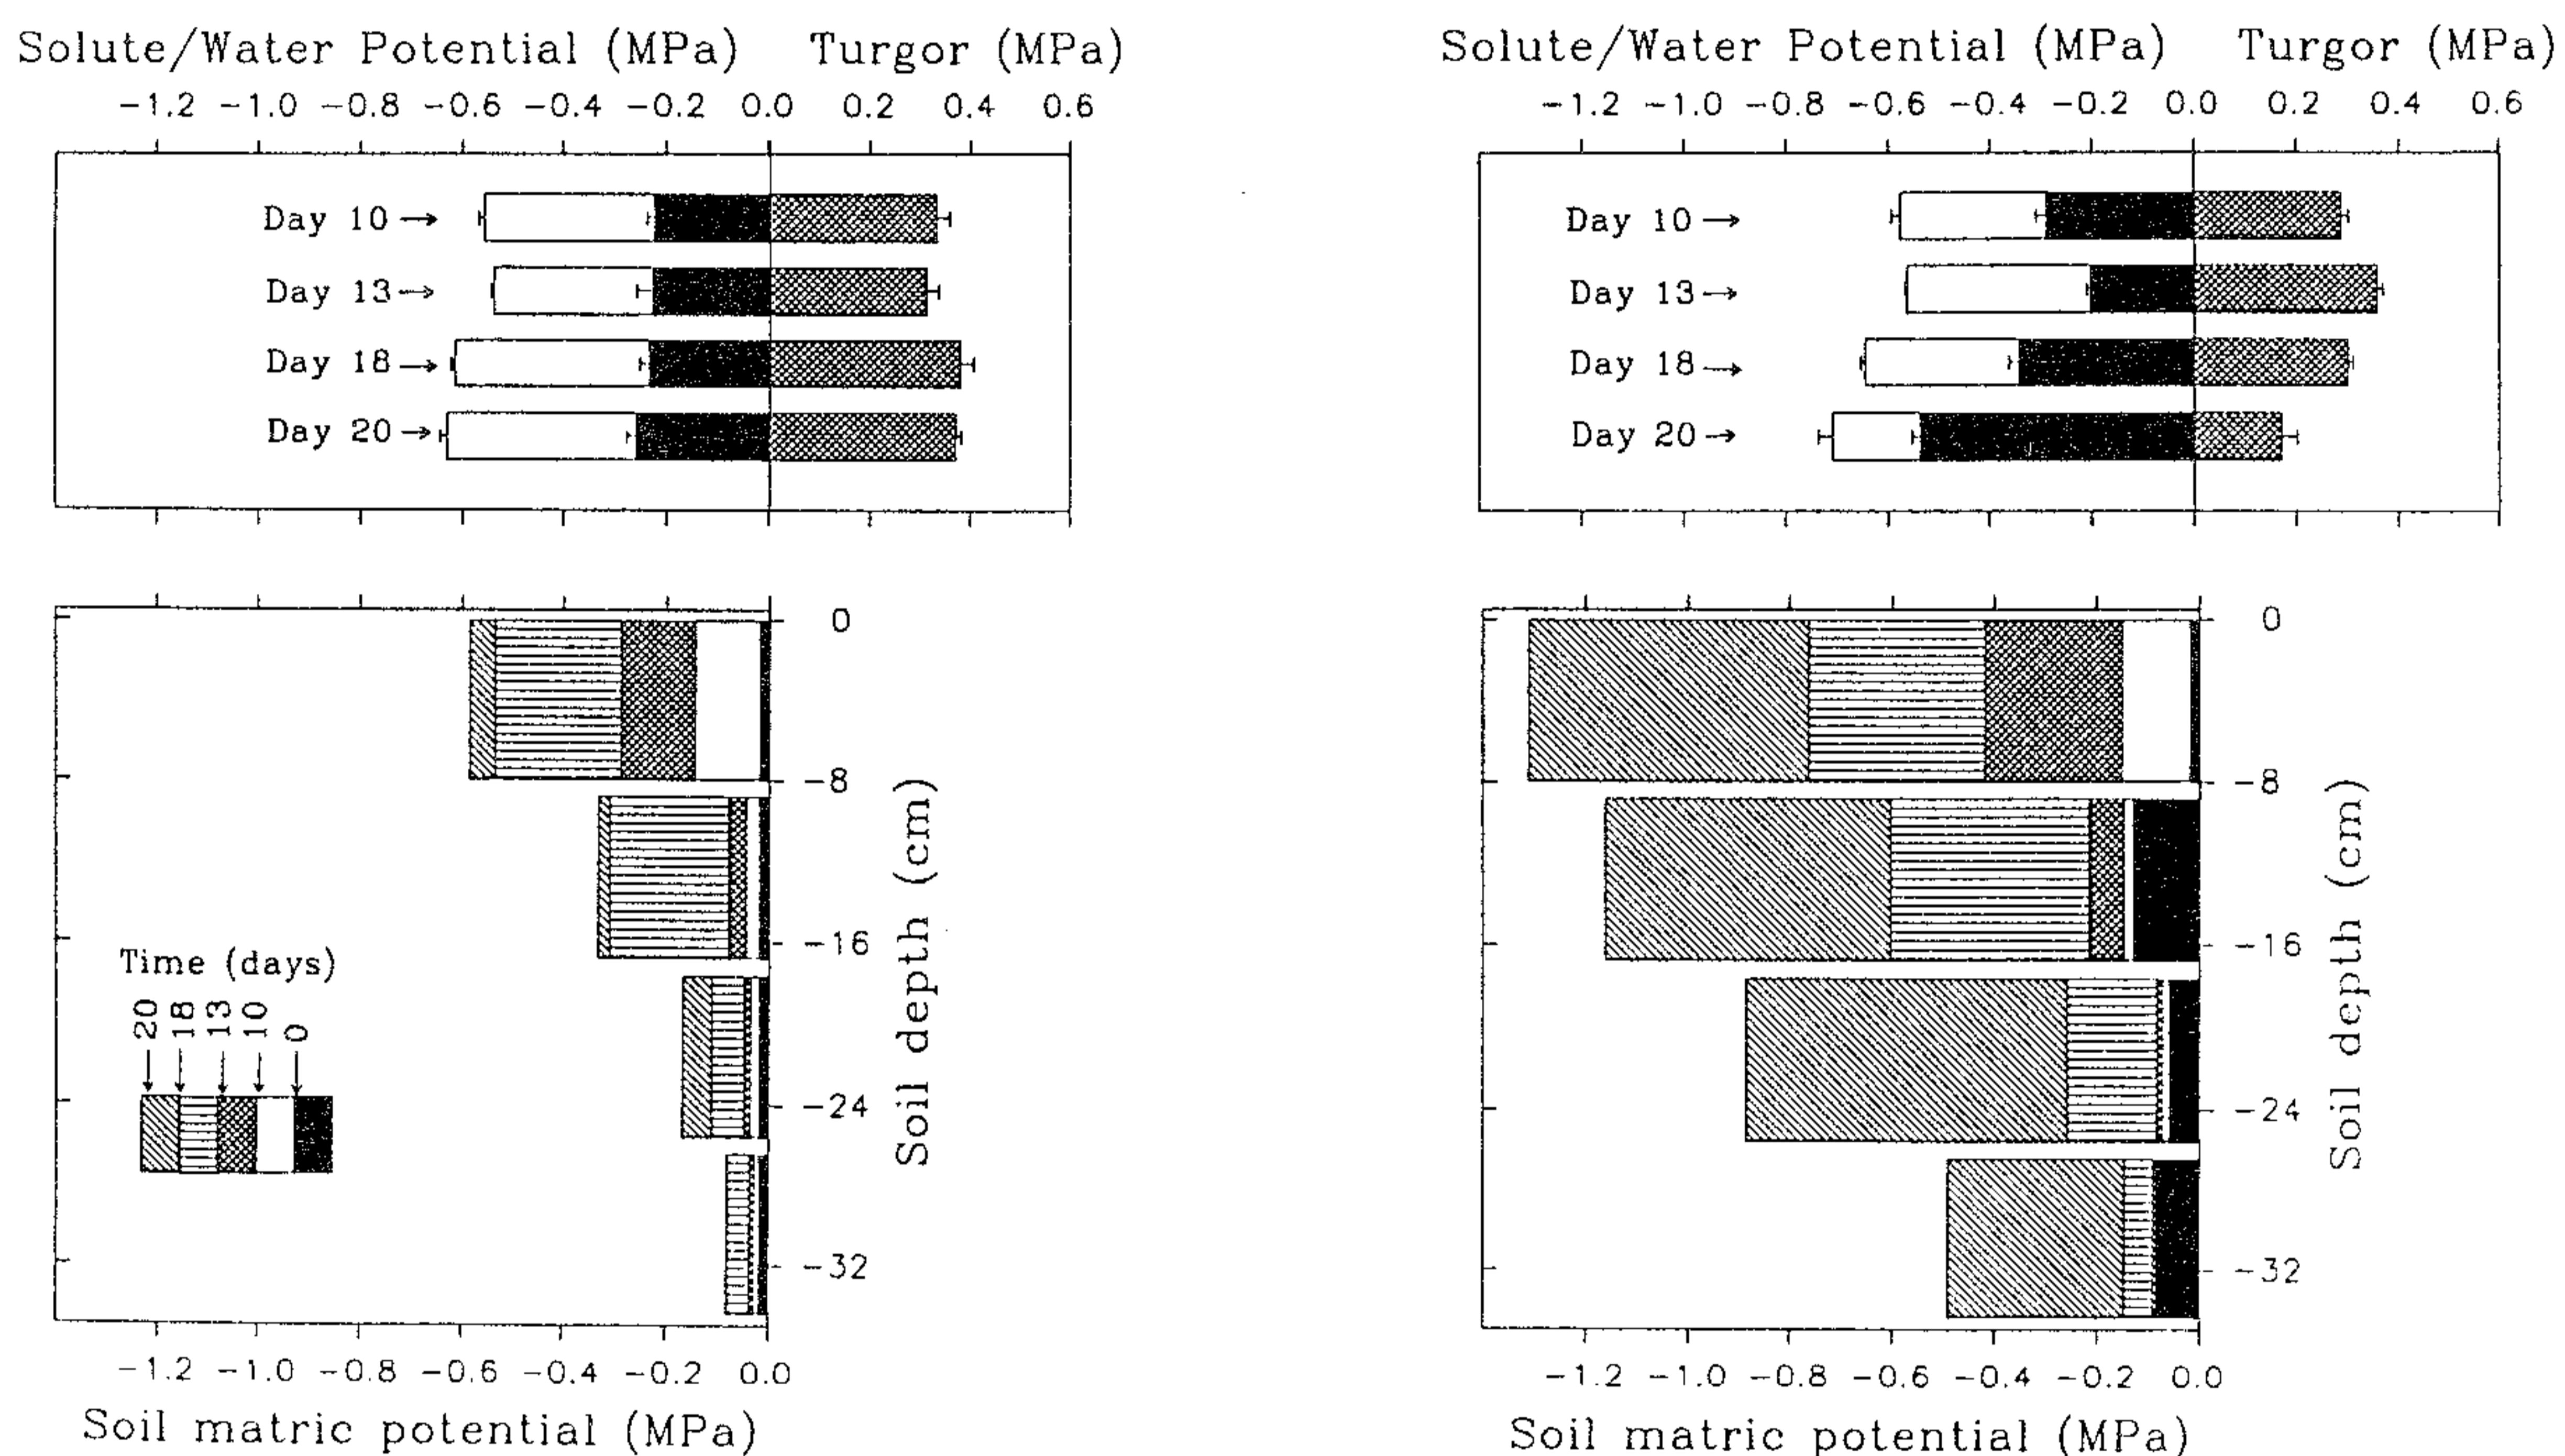 Solute/Water Potential (MPa) Turgor (MPa)
−1.2 −1.0 −0.8 −0.6 −0.4 −0.2 0.0 0.2 0.4 0.6
Day 10
Day 13
Day 18
Day 20
0
−8
−16
−24
−32
Soil depth (cm)
Time (days)
20 18 13 10 0
−1.2 −1.0 −0.8 −0.6 −0.4 −0.2 0.0
Soil matric potential (MPa)
Solute/Water Potential (MPa) Turgor (MPa)
−1.2 −1.0 −0.8 −0.6 −0.4 −0.2 0.0 0.2 0.4 0.6
Day 10
Day 13
Day 18
Day 20
0
−8
−16
−24
−32
Soil depth (cm)
−1.2 −1.0 −0.8 −0.6 −0.4 −0.2 0.0
Soil matric potential (MPa)